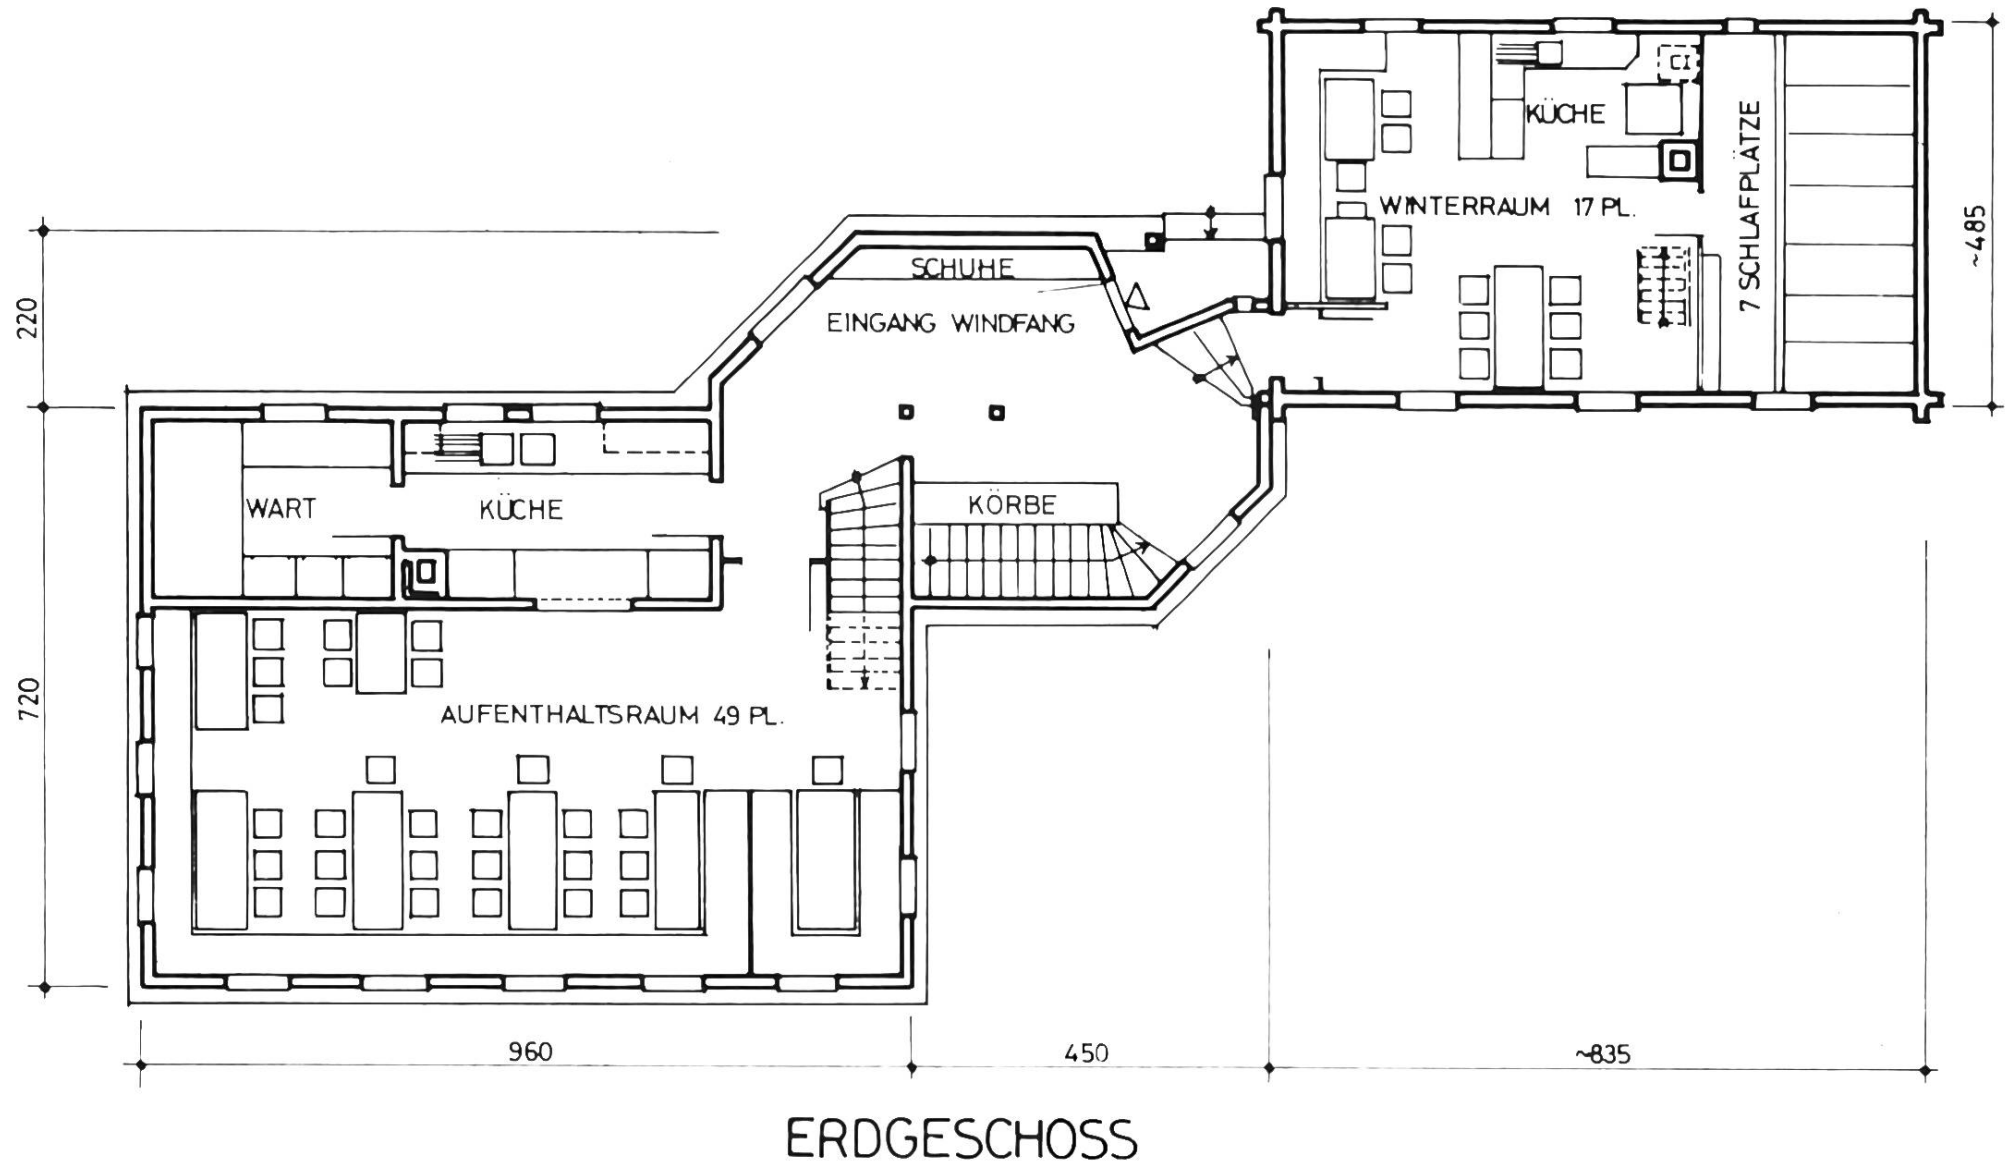 CI
KÜCHE
7 SCHLAFPLÄTZE
WINTERRAUM 17 PL.
~485
SCHUHE
EINGANG WINDFANG
220
WART
KÜCHE
KÖRBE
720
AUFENTHALTSRAUM 49 PL.
960
450
~835
ERDGESCHOSS